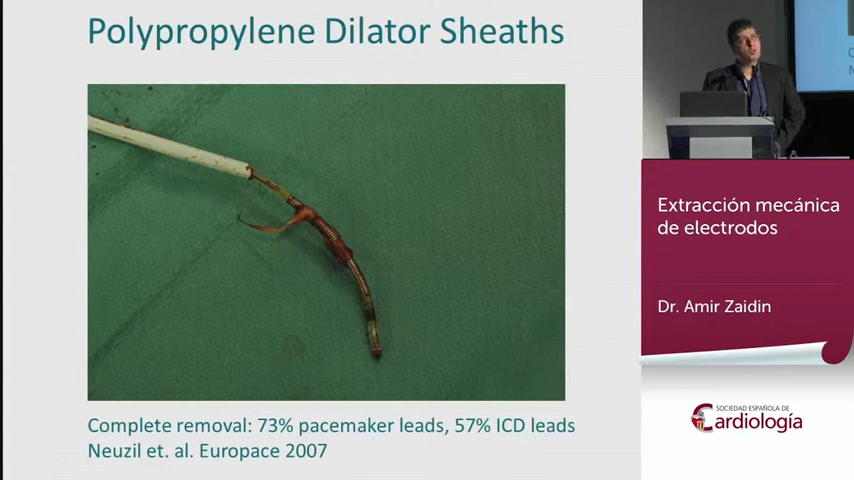 Polypropylene Dilator Sheaths
Complete removal: 73% pacemaker leads, 57% ICD leads
Neuzil et. al. Europace 2007
Extracción mecánica
de electrodos
Dr. Amir Zaidin
SOCIEDAD ESPAÑOLA DE
Cardiología